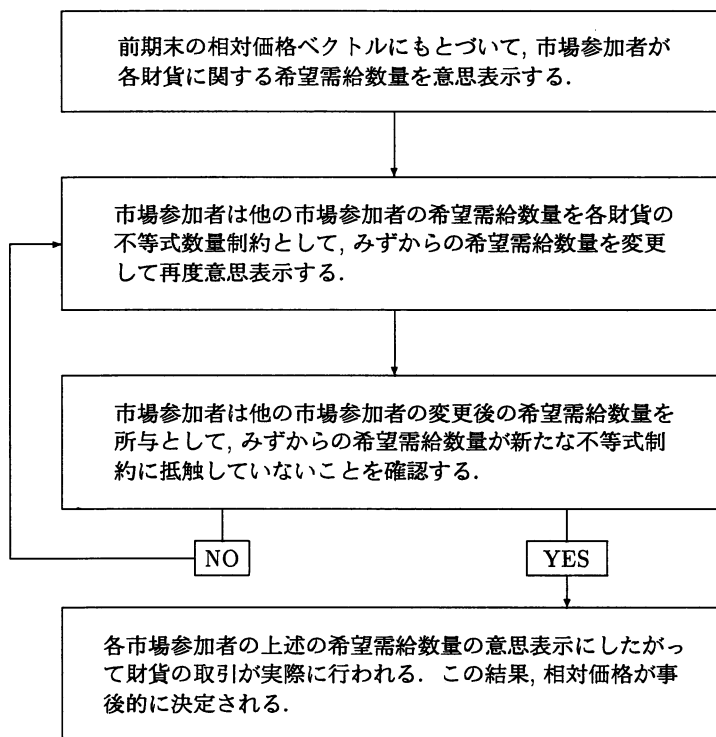 前期末の相対価格ベクトルにもとづいて, 市場参加者が
各財貨に関する希望需給数量を意思表示する.
市場参加者は他の市場参加者の希望需給数量を各財貨の
不等式数量制約として, みずからの希望需給数量を変更
して再度意思表示する.
市場参加者は他の市場参加者の変更後の希望需給数量を
所与として, みずからの希望需給数量が新たな不等式制
約に抵触していないことを確認する.
NO
YES
各市場参加者の上述の希望需給数量の意思表示にしたがっ
て財貨の取引が実際に行われる. この結果, 相対価格が事
後的に決定される.